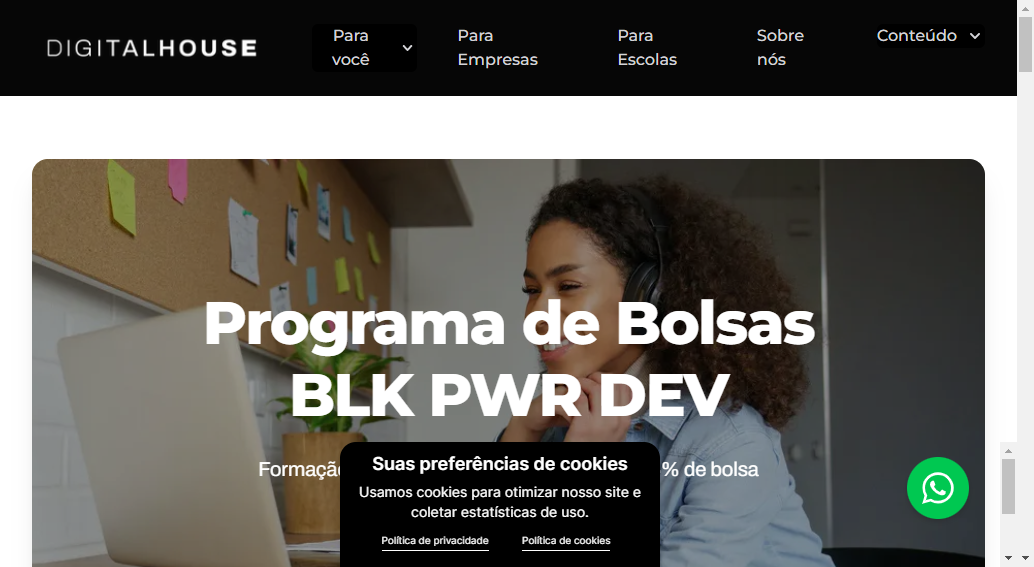 DIGITALHOUSE
Para
você
Para
Empresas
Para
Escolas
Sobre
nós
Conteúdo
Programa de Bolsas
BLK PWR DEV
% de bolsa
Suas preferências de cookies
Usamos cookies para otimizar nosso site e
coletar estatísticas de uso.
Política de privacidade
Política de cookies